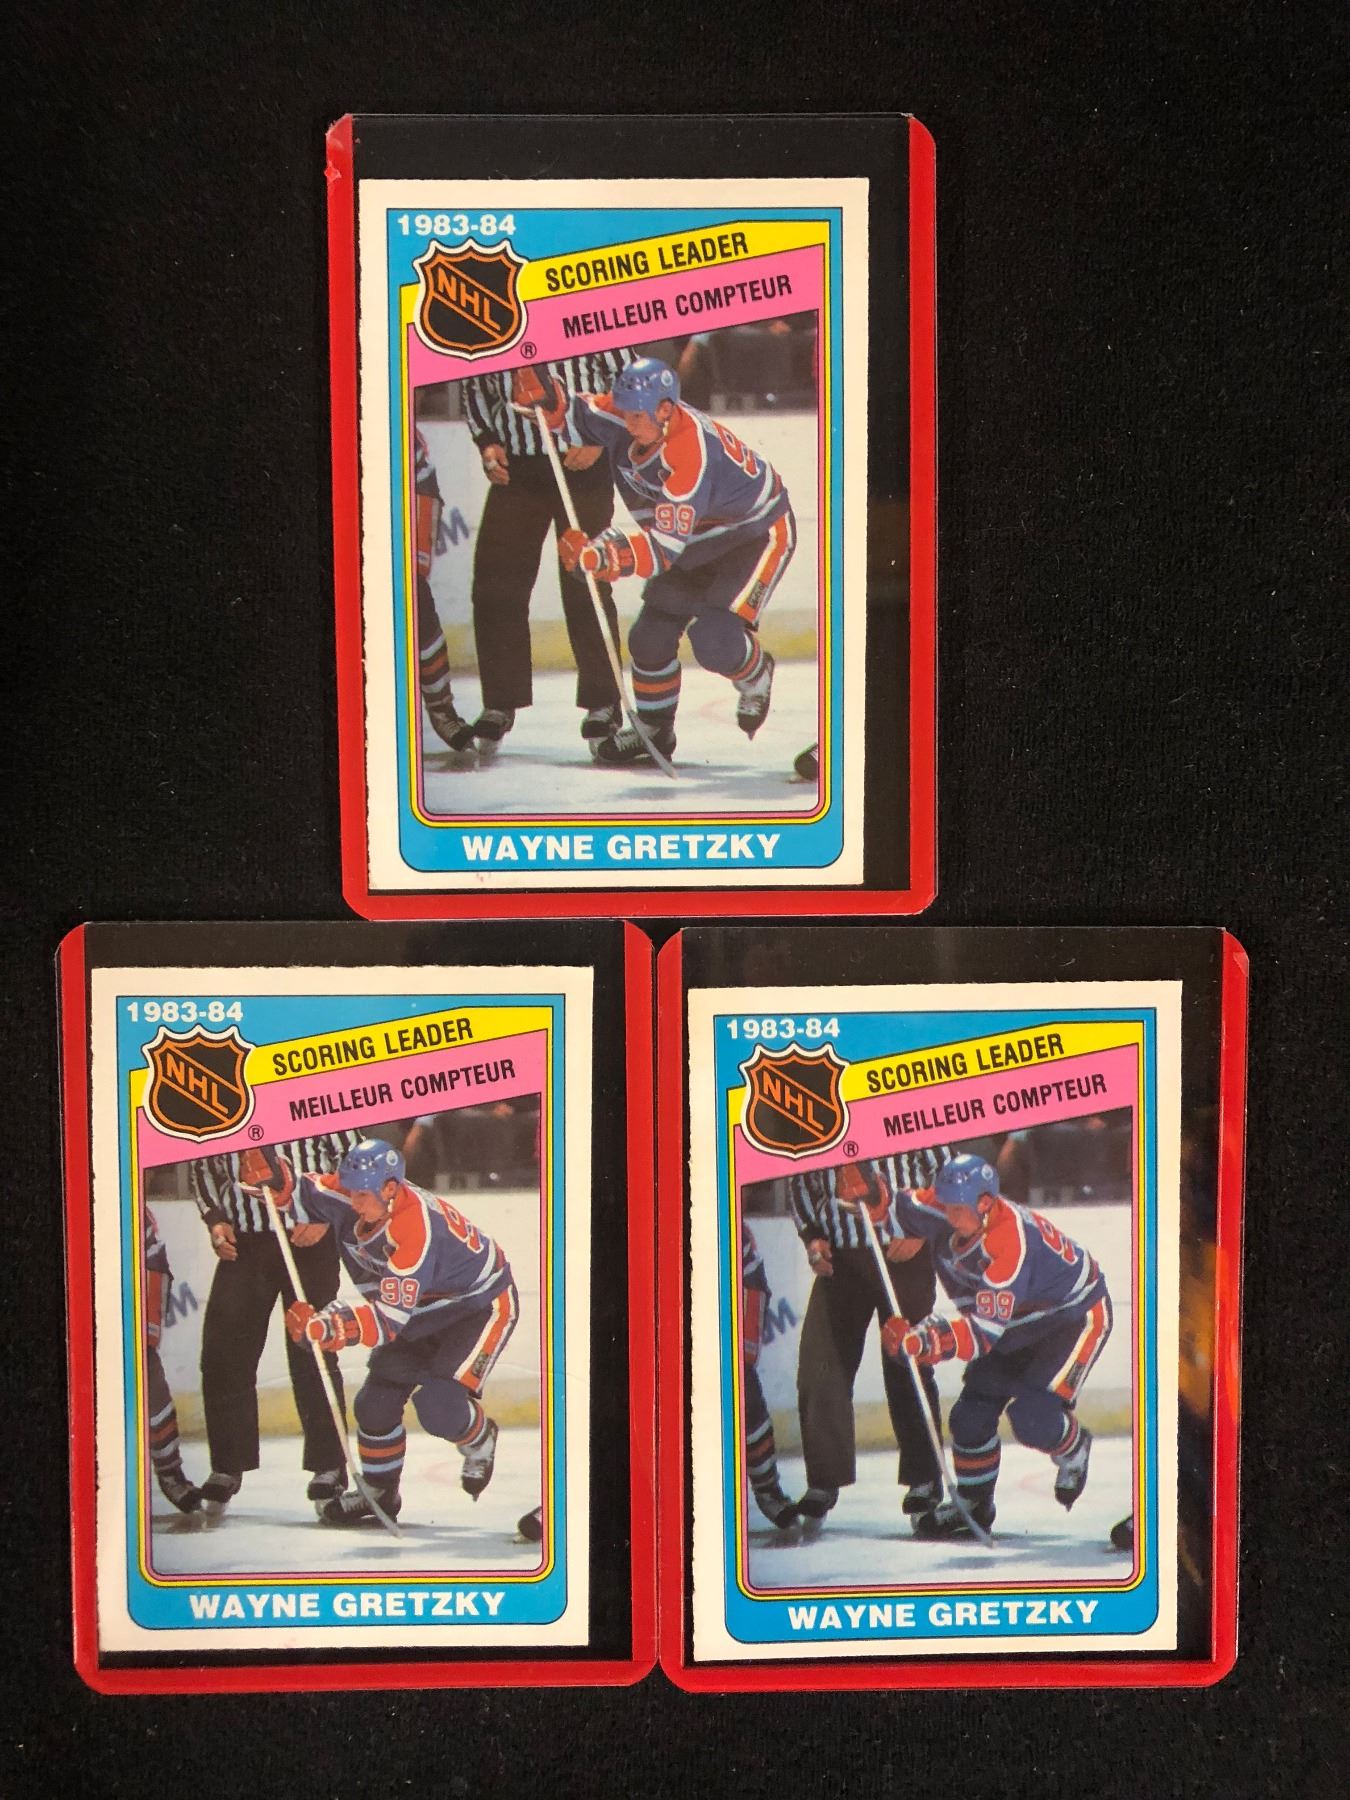 1983-84
NHL
®
SCORING LEADER
MEILLEUR COMPTEUR
99
WAYNE GRETZKY
1983-84
NHL
®
SCORING LEADER
MEILLEUR COMPTEUR
99
WAYNE GRETZKY
1983-84
NHL
®
SCORING LEADER
MEILLEUR COMPTEUR
99
WAYNE GRETZKY